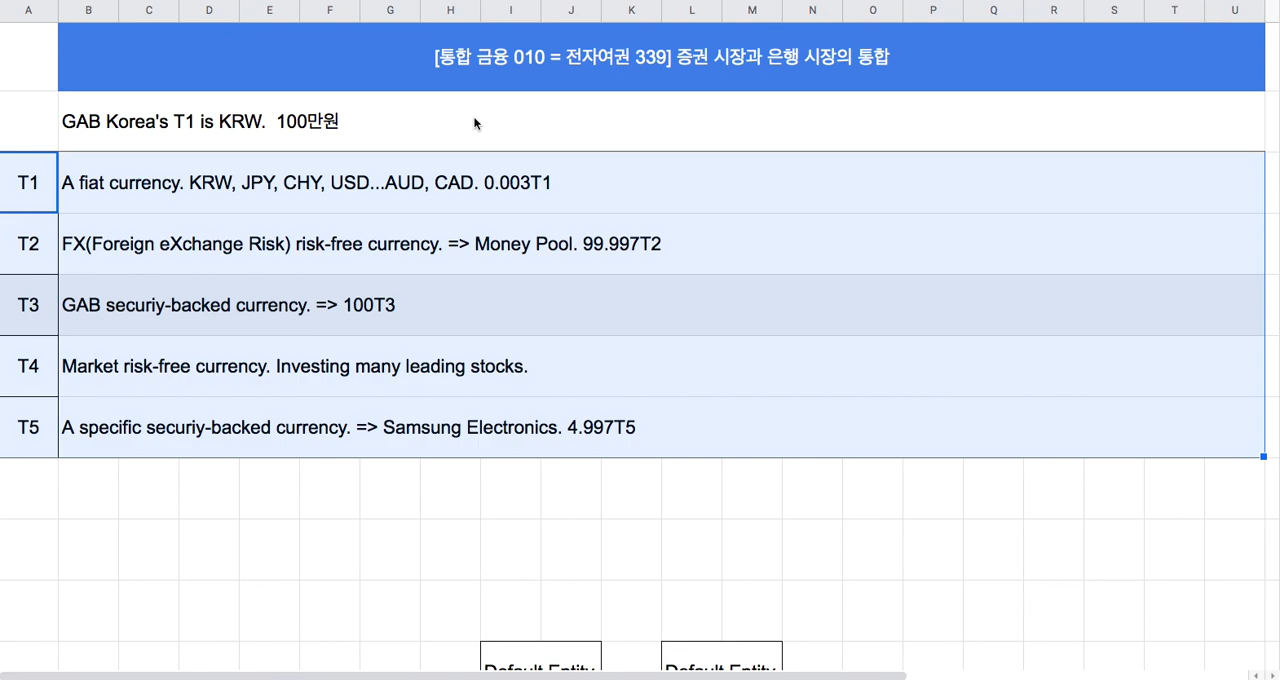 A B C D E F G H I J K L M N O P Q R S T U
[통합 금융 010 = 전자여권 339] 증권 시장과 은행 시장의 통합
GAB Korea's T1 is KRW.  100만원
T1 A fiat currency. KRW, JPY, CHY, USD...AUD, CAD. 0.003T1
T2 FX(Foreign eXchange Risk) risk-free currency. => Money Pool. 99.997T2
T3 GAB securiy-backed currency. => 100T3
T4 Market risk-free currency. Investing many leading stocks.
T5 A specific securiy-backed currency. => Samsung Electronics. 4.997T5
Default Entity Default Entity